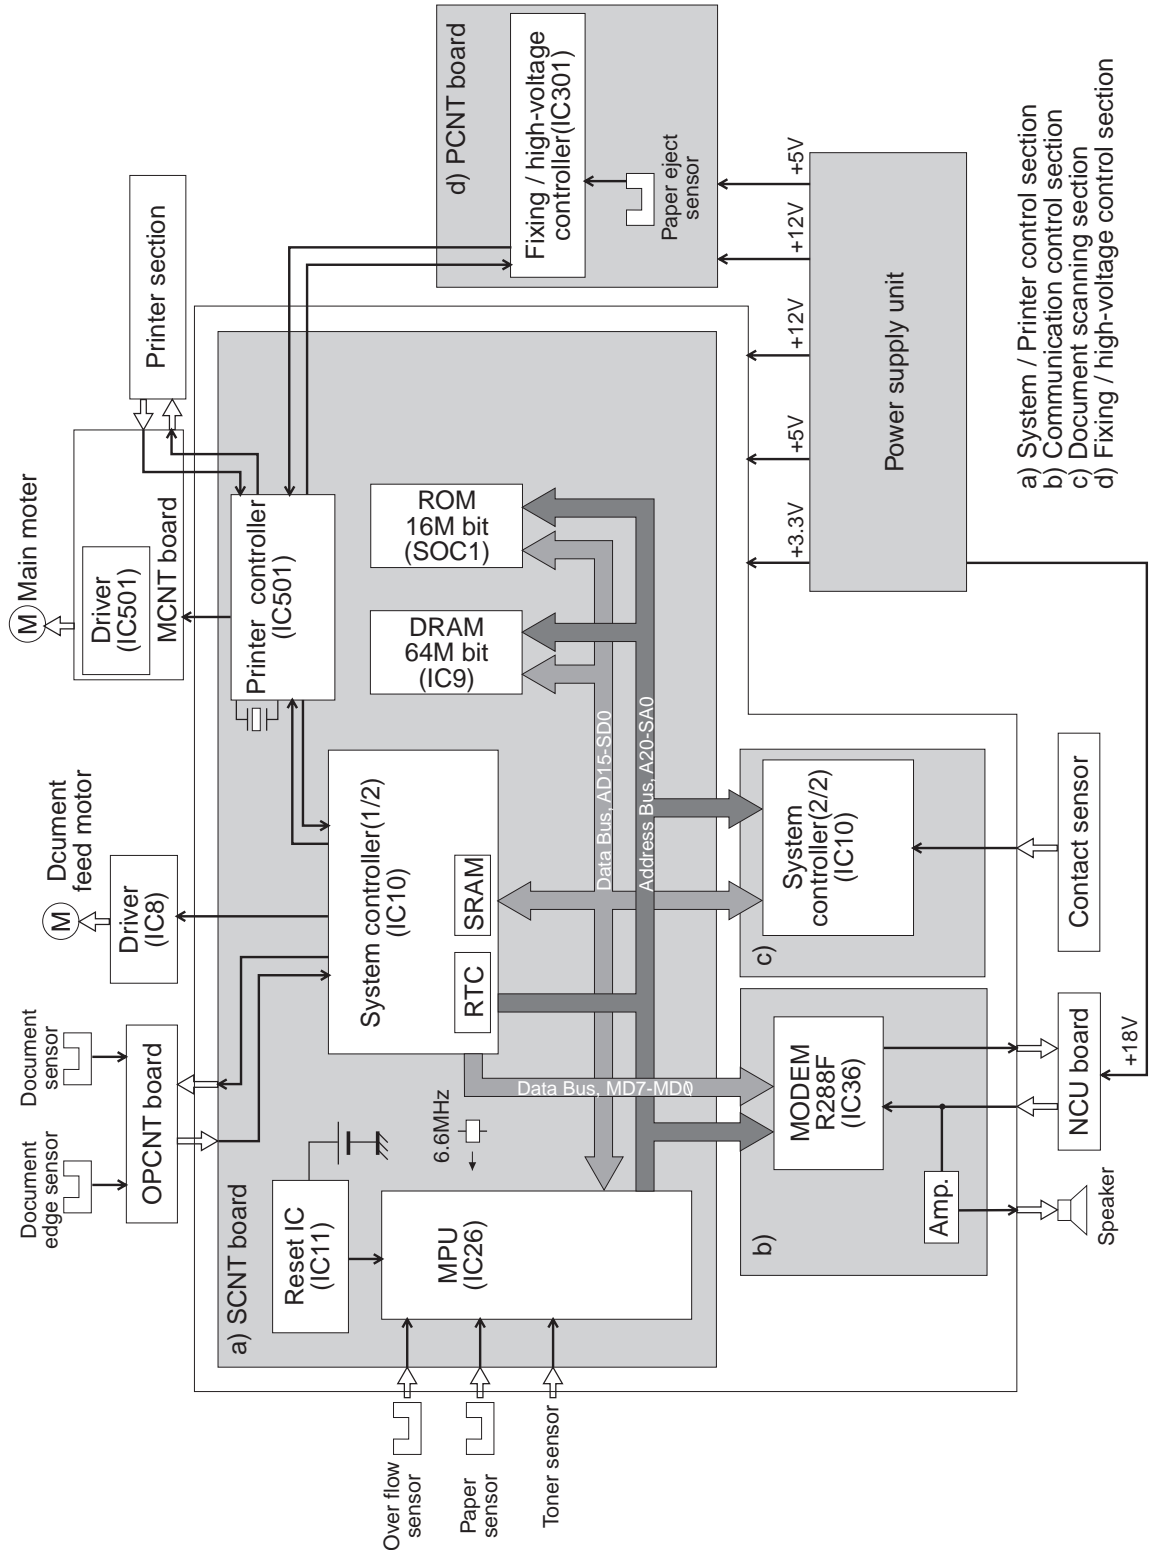 Document
edge sensor
Document
sensor
Dcument
feed motor
M
M Main moter
OPCNT board
Driver
(IC8)
Driver
(IC501)
MCNT board
Printer section
a) SCNT board
Reset IC
(IC11)
6.6MHz
System controller(1/2)
(IC10)
RTC
SRAM
Printer controller
(IC501)
DRAM
64M bit
(IC9)
ROM
16M bit
(SOC1)
MPU
(IC26)
Over flow
sensor
Paper
sensor
Toner sensor
Data Bus, MD7-MD0
Data Bus, AD15-SD0
Address Bus, A20-SA0
d) PCNT board
Fixing / high-voltage
controller(IC301)
Paper eject
sensor
b)
MODEM
R288F
(IC36)
Amp.
c)
System
controller(2/2)
(IC10)
Speaker
NCU board
Contact sensor
+18V
+3.3V
+5V
+12V
+12V
+5V
Power supply unit
a) System / Printer control section
b) Communication control section
c) Document scanning section
d) Fixing / high-voltage control section